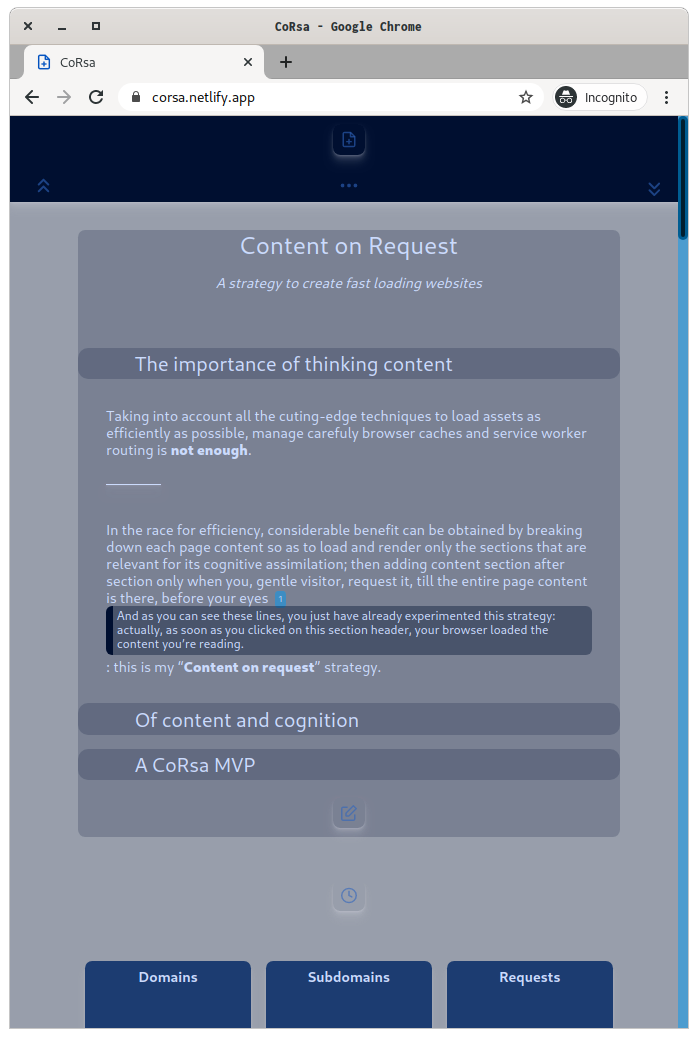 CoRsa - Google Chrome
CoRsa
corsa.netlify.app
Incognito
Content on Request
A strategy to create fast loading websites
The importance of thinking content
Taking into account all the cuting-edge techniques to load assets as
efficiently as possible, manage carefuly browser caches and service worker
routing is not enough.
In the race for efficiency, considerable benefit can be obtained by breaking
down each page content so as to load and render only the sections that are
relevant for its cognitive assimilation; then adding content section after
section only when you, gentle visitor, request it, till the entire page content
is there, before your eyes 1
And as you can see these lines, you just have already experimented this strategy:
actually, as soon as you clicked on this section header, your browser loaded the
content you're reading.
: this is my “Content on request” strategy.
Of content and cognition
A CoRsa MVP
Domains
Subdomains
Requests